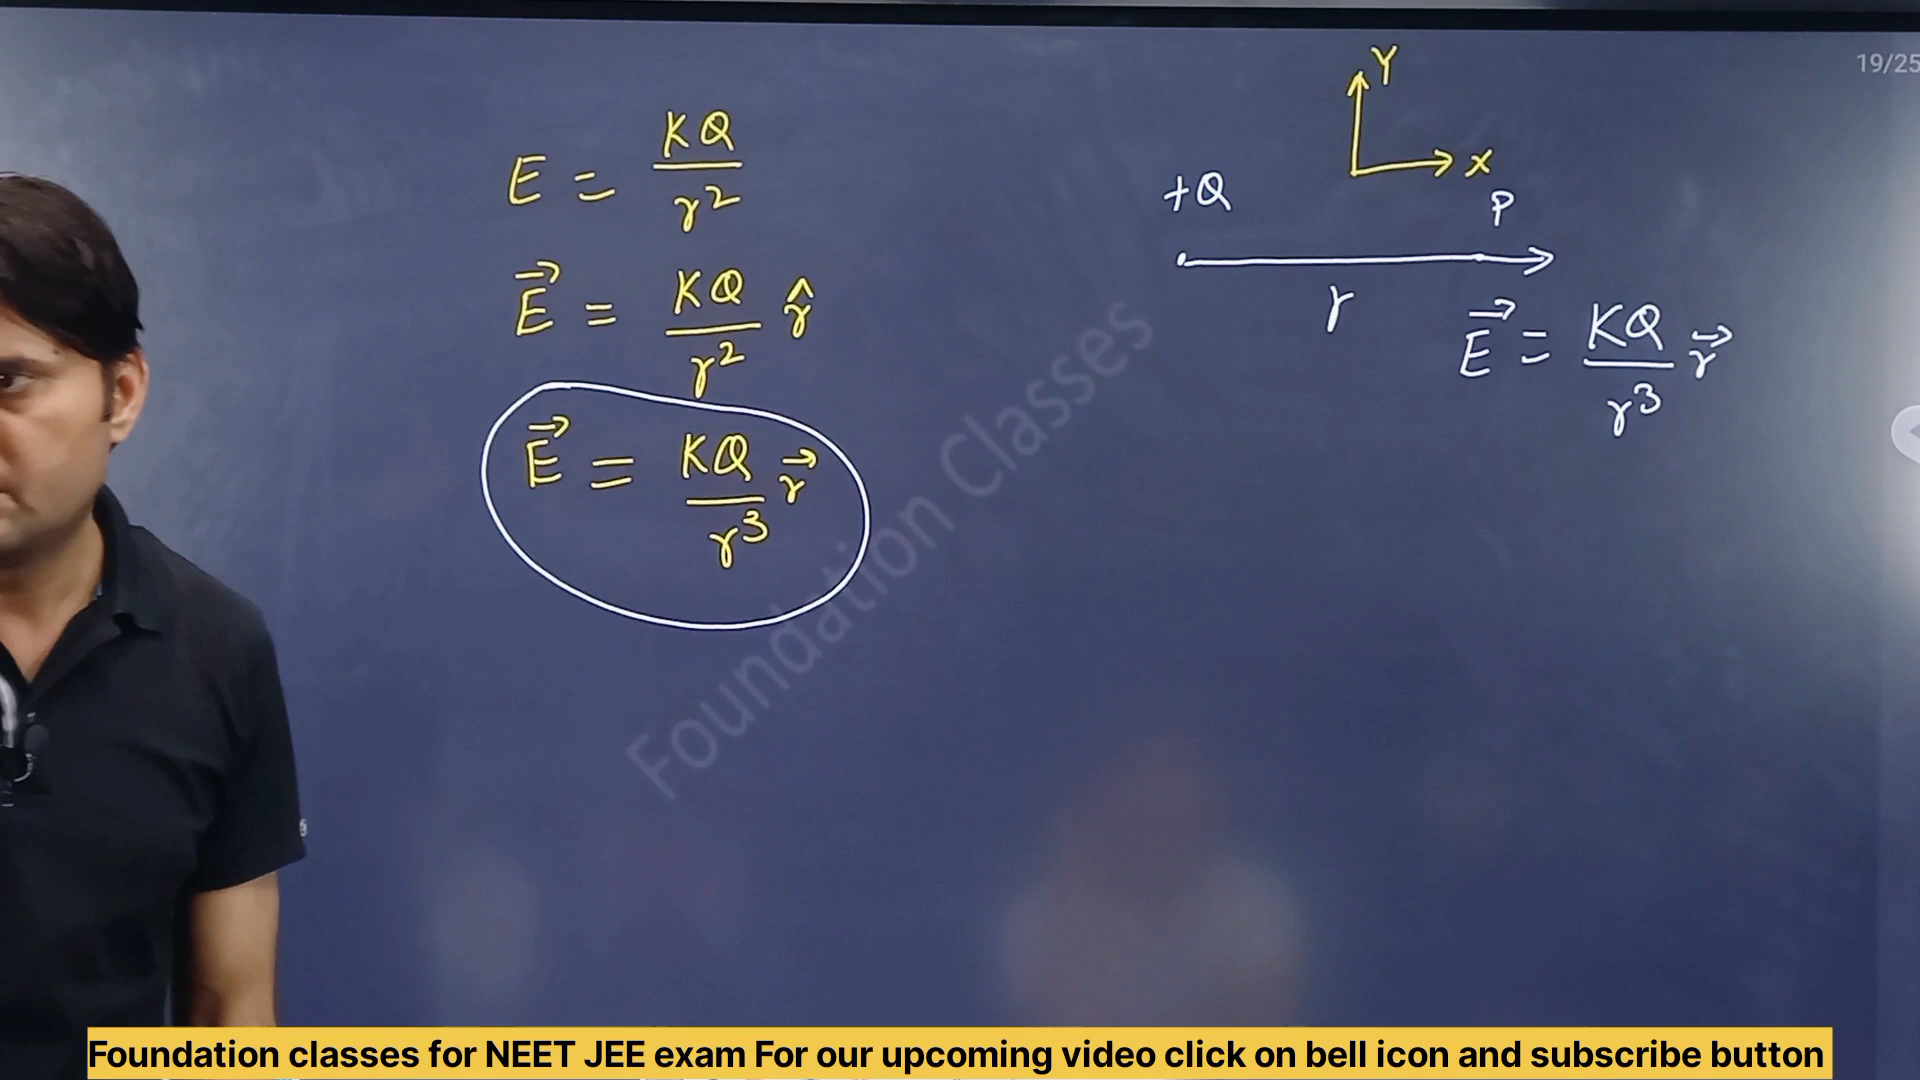 19/25
E = KQ/r²
E⃗ = KQ/r² r̂
E⃗ = KQ/r³ r⃗
Y
X
+Q
P
r
E⃗ = KQ/r³ r⃗
Foundation Classes
Foundation classes for NEET JEE exam For our upcoming video click on bell icon and subscribe button